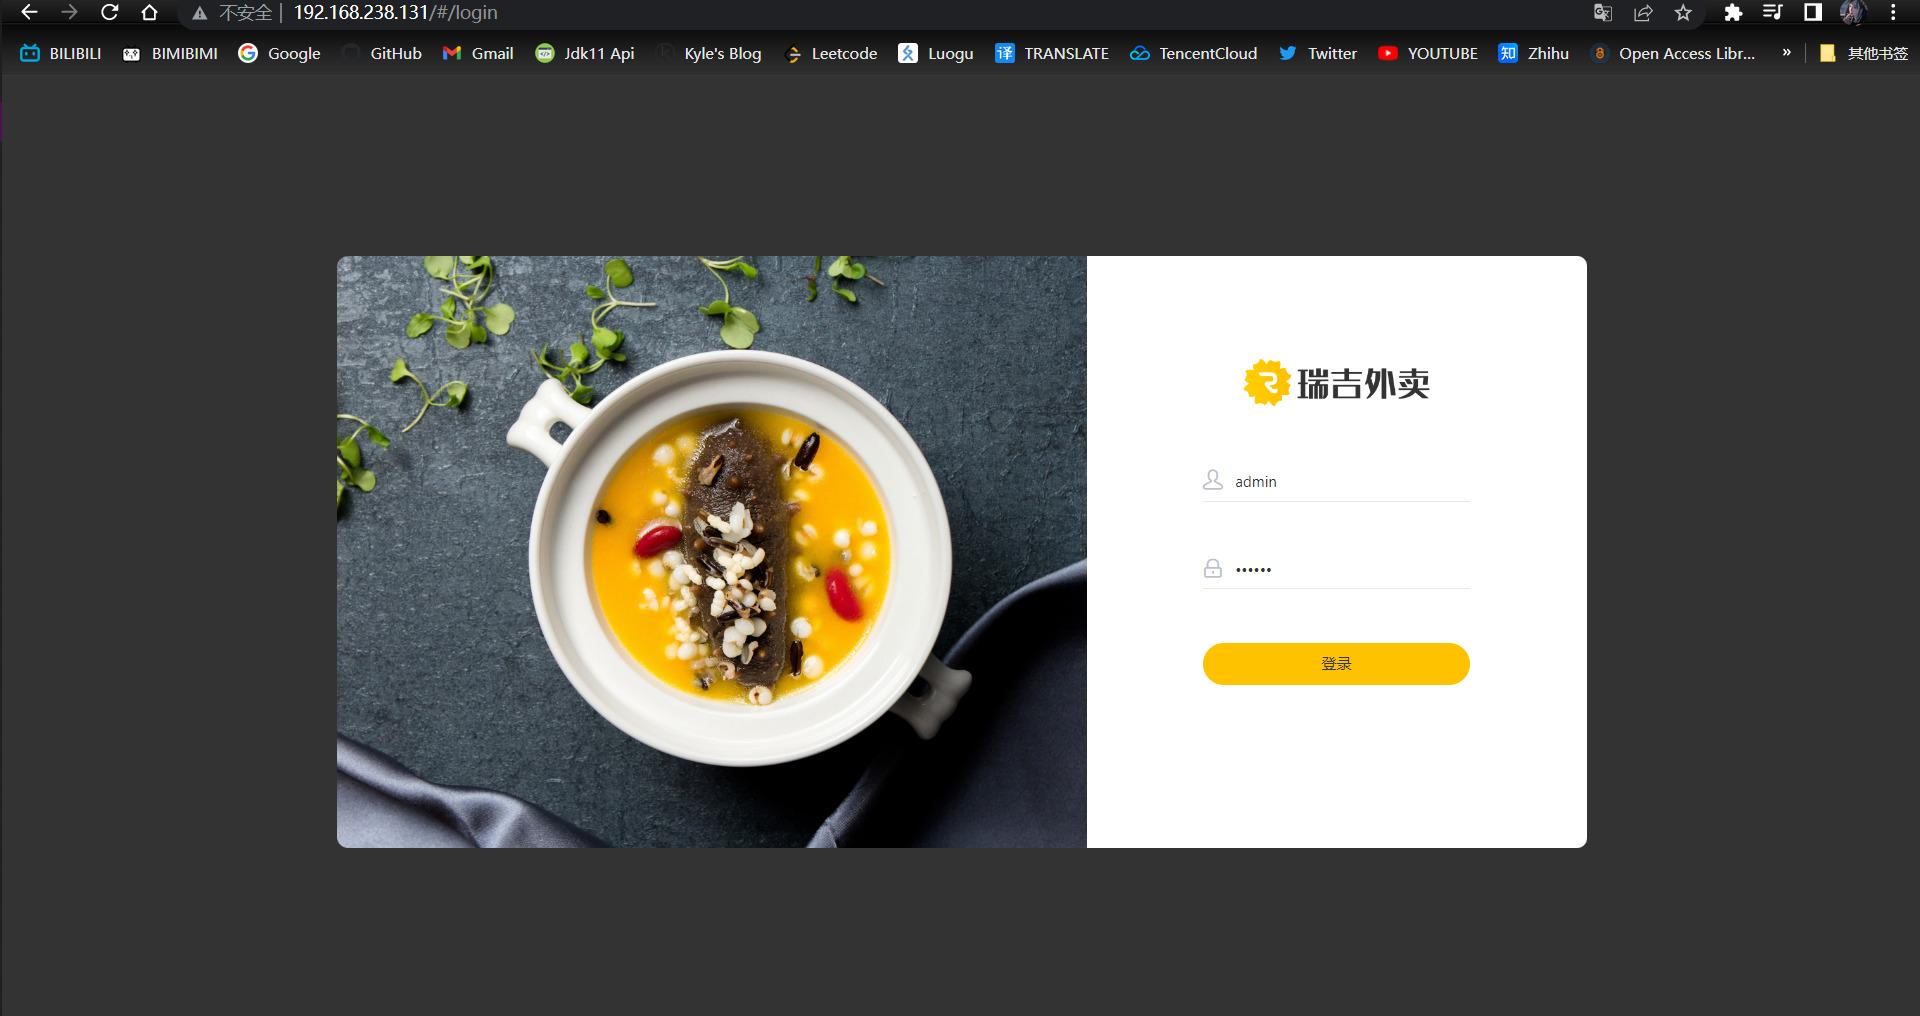 不安全 | 192.168.238.131/#/login
BILIBILI BIMIBIMI Google GitHub Gmail Jdk11 Api Kyle's Blog Leetcode Luogu TRANSLATE TencentCloud Twitter YOUTUBE Zhihu Open Access Libr... » 其他书签
瑞吉外卖
admin
••••••
登录